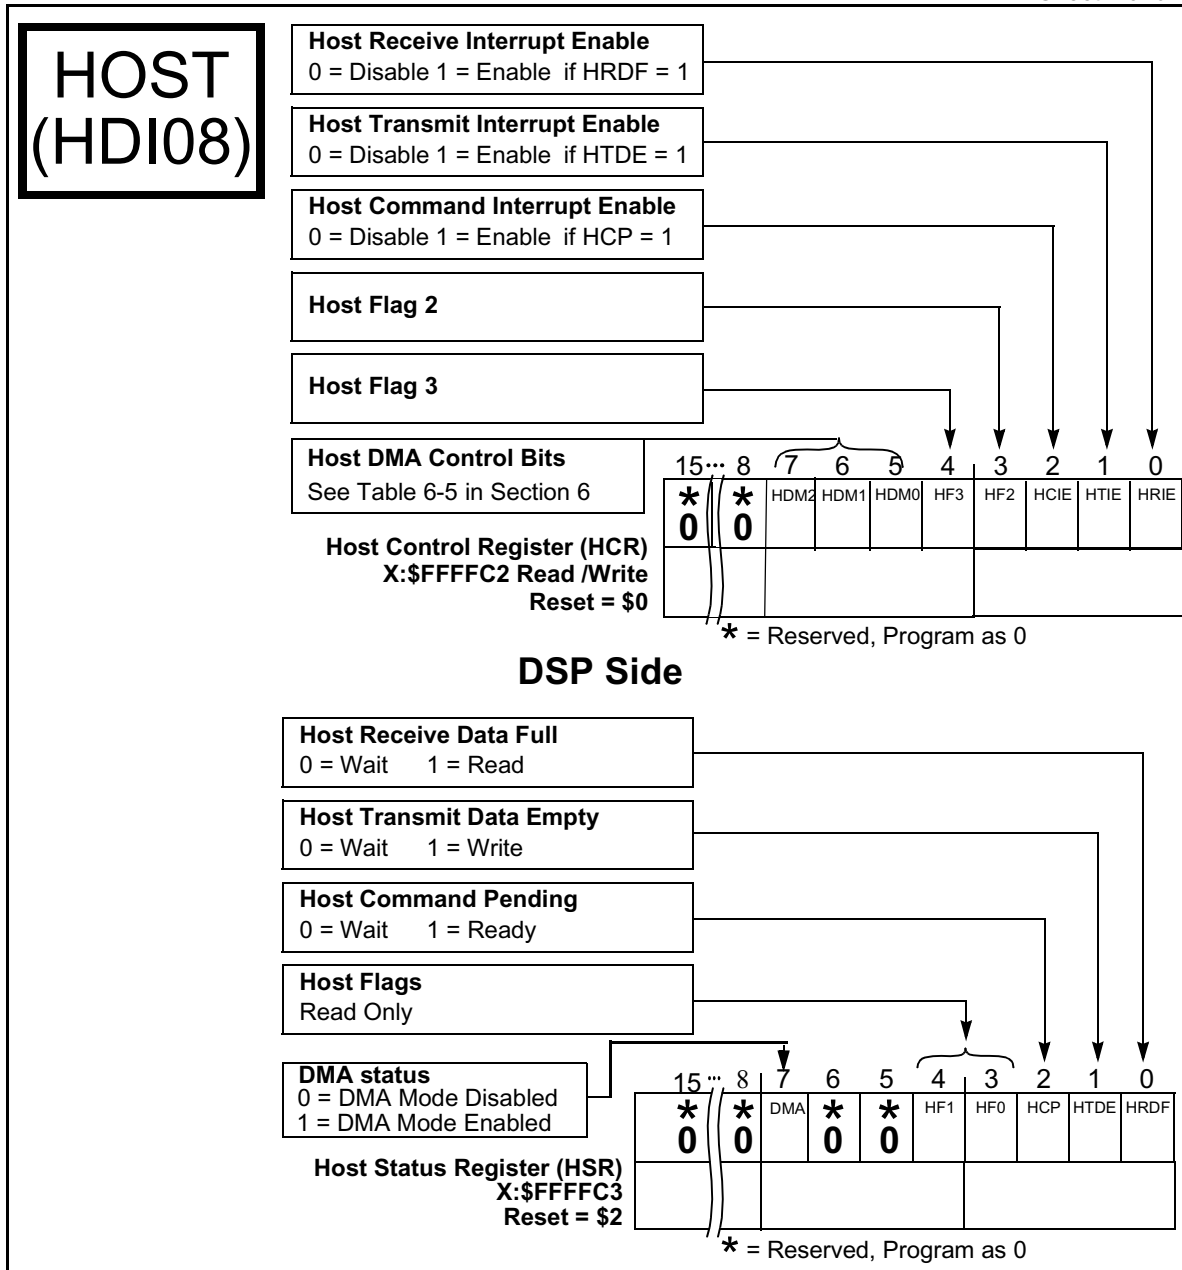 HOST
(HDI08)
Host Receive Interrupt Enable
0 = Disable 1 = Enable if HRDF = 1
Host Transmit Interrupt Enable
0 = Disable 1 = Enable if HTDE = 1
Host Command Interrupt Enable
0 = Disable 1 = Enable if HCP = 1
Host Flag 2
Host Flag 3
Host DMA Control Bits
See Table 6-5 in Section 6
15 ··· 8 7 6 5 4 3 2 1 0
* * HDM2 HDM1 HDM0 HF3 HF2 HCIE HTIE HRIE
0 0
Host Control Register (HCR)
X:$FFFFC2 Read /Write
Reset = $0
* = Reserved, Program as 0
DSP Side
Host Receive Data Full
0 = Wait 1 = Read
Host Transmit Data Empty
0 = Wait 1 = Write
Host Command Pending
0 = Wait 1 = Ready
Host Flags
Read Only
DMA status
0 = DMA Mode Disabled
1 = DMA Mode Enabled
15 ··· 8 7 6 5 4 3 2 1 0
* * DMA * * HF1 HF0 HCP HTDE HRDF
0 0 0 0
Host Status Register (HSR)
X:$FFFFC3
Reset = $2
* = Reserved, Program as 0